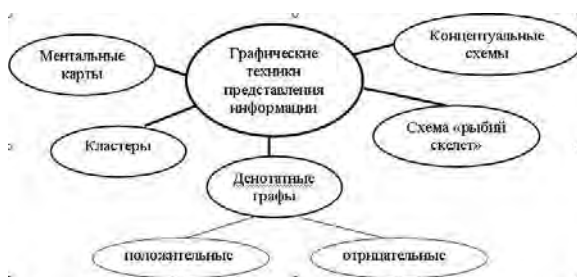 Графические
техники
представления
информации
Ментальные
карты
Концептуальные
схемы
Кластеры
Схема «рыбий
скелет»
Денотатные
графы
положительные
отрицательные